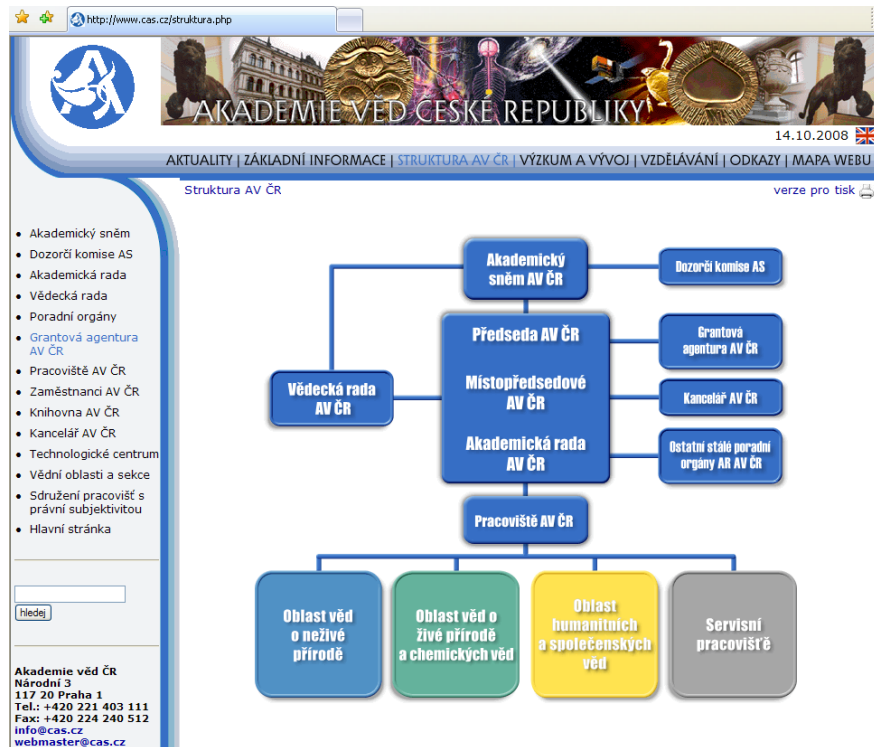 http://www.cas.cz/struktura.php
AKADEMIE VĚD ČESKÉ REPUBLIKY
14.10.2008
AKTUALITY | ZÁKLADNÍ INFORMACE | STRUKTURA AV ČR | VÝZKUM A VÝVOJ | VZDĚLÁVÁNÍ | ODKAZY | MAPA WEBU
Struktura AV ČR
verze pro tisk
Akademický sněm
Dozorčí komise AS
Akademická rada
Vědecká rada
Poradní orgány
Grantová agentura
AV ČR
Pracoviště AV ČR
Zaměstnanci AV ČR
Knihovna AV ČR
Kancelář AV ČR
Technologické centrum
Vědní oblasti a sekce
Sdružení pracovišť s
právní subjektivitou
Hlavní stránka
hledej
Akademie věd ČR
Národní 3
117 20 Praha 1
Tel.: +420 221 403 111
Fax: +420 224 240 512
info@cas.cz
webmaster@cas.cz
Akademický
sněm AV ČR
Dozorčí komise AS
Předseda AV ČR
Místopředsedové
AV ČR
Akademická rada
AV ČR
Grantová
agentura AV ČR
Vědecká rada
AV ČR
Kancelář AV ČR
Ostatní stálé poradní
orgány AR AV ČR
Pracoviště AV ČR
Oblast věd
o neživé
přírodě
Oblast věd o
živé přírodě
a chemických věd
Oblast
humanitních
a společenských
věd
Servisní
pracovišťě